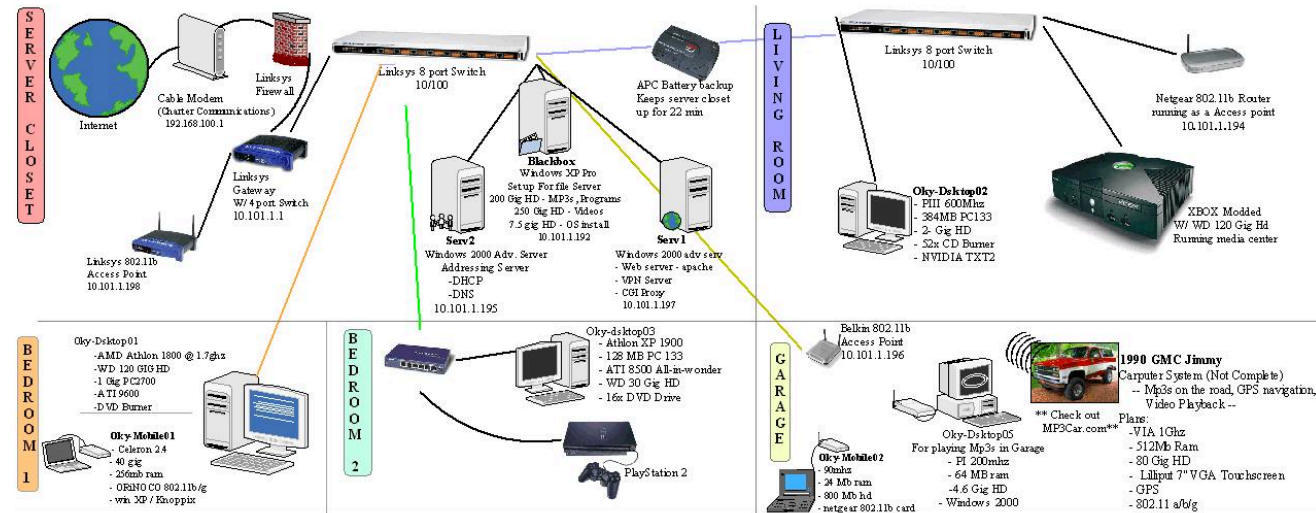 SERVER CLOSET
Internet
Cable Modem
(Charter Communications)
192.168.100.1
Linksys
Firewall
Linksys
Gateway
W/ 4 port Switch
10.101.1.1
Linksys 802.11b
Access Point
10.101.1.198
Linksys 8 port Switch
10/100
APC Battery backup
Keeps server closet
up for 22 min
Blackbox
Windows XP Pro
Setup For file Server
200 Gig HD - MP3s, Programs
250 Gig HD - Videos
7.5 gig HD - OS install
10.101.1.192
Serv2
Windows 2000 Adv. Server
Addressing Server
-DHCP
-DNS
10.101.1.195
Serv1
Windows 2000 adv serv
- Web server - apache
- VPN Server
- CGI Proxy
10.101.1.197
LIVING ROOM
Linksys 8 port Switch
10/100
Netgear 802.11b Router
running as a Access point
10.101.1.194
Oky-Dsktop02
- PIII 600Mhz
- 384MB PC133
- 2- Gig HD
- 52x CD Burner
- NVIDIA TXT2
XBOX Modded
W/ WD 120 Gig Hd
Running media center
BEDROOM 1
Oky-Dsktop01
-AMD Athlon 1800 @ 1.7ghz
-WD 120 GIG HD
-1 Gig PC2700
-ATI 9600
-DVD Burner
Oky-Mobile01
- Celeron 2.4
- 40 gig
- 256mb ram
- ORiNOCO 802.11b/g
- win XP / Knoppix
BEDROOM 2
Oky-dsktop03
- Athlon XP 1900
- 128 MB PC 133
- ATI 8500 All-in-wonder
- WD 30 Gig HD
- 16x DVD Drive
PlayStation 2
GARAGE
Belkin 802.11b
Access Point
10.101.1.196
Oky-Mobile02
- 90mhz
- 24 Mb ram
- 800 Mb hd
- netgear 802.11b card
Oky-Dsktop05
For playing Mp3s in Garage
- PI 200mhz
- 64 MB ram
-4.6 Gig HD
- Windows 2000
** Check out
MP3Car.com**
1990 GMC Jimmy
Carputer System (Not Complete)
-- Mp3s on the road, GPS navigation,
Video Playback --
Plans:
-VIA 1Ghz
- 512Mb Ram
- 80 Gig HD
- Lilliput 7" VGA Touchscreen
- GPS
- 802.11 a/b/g